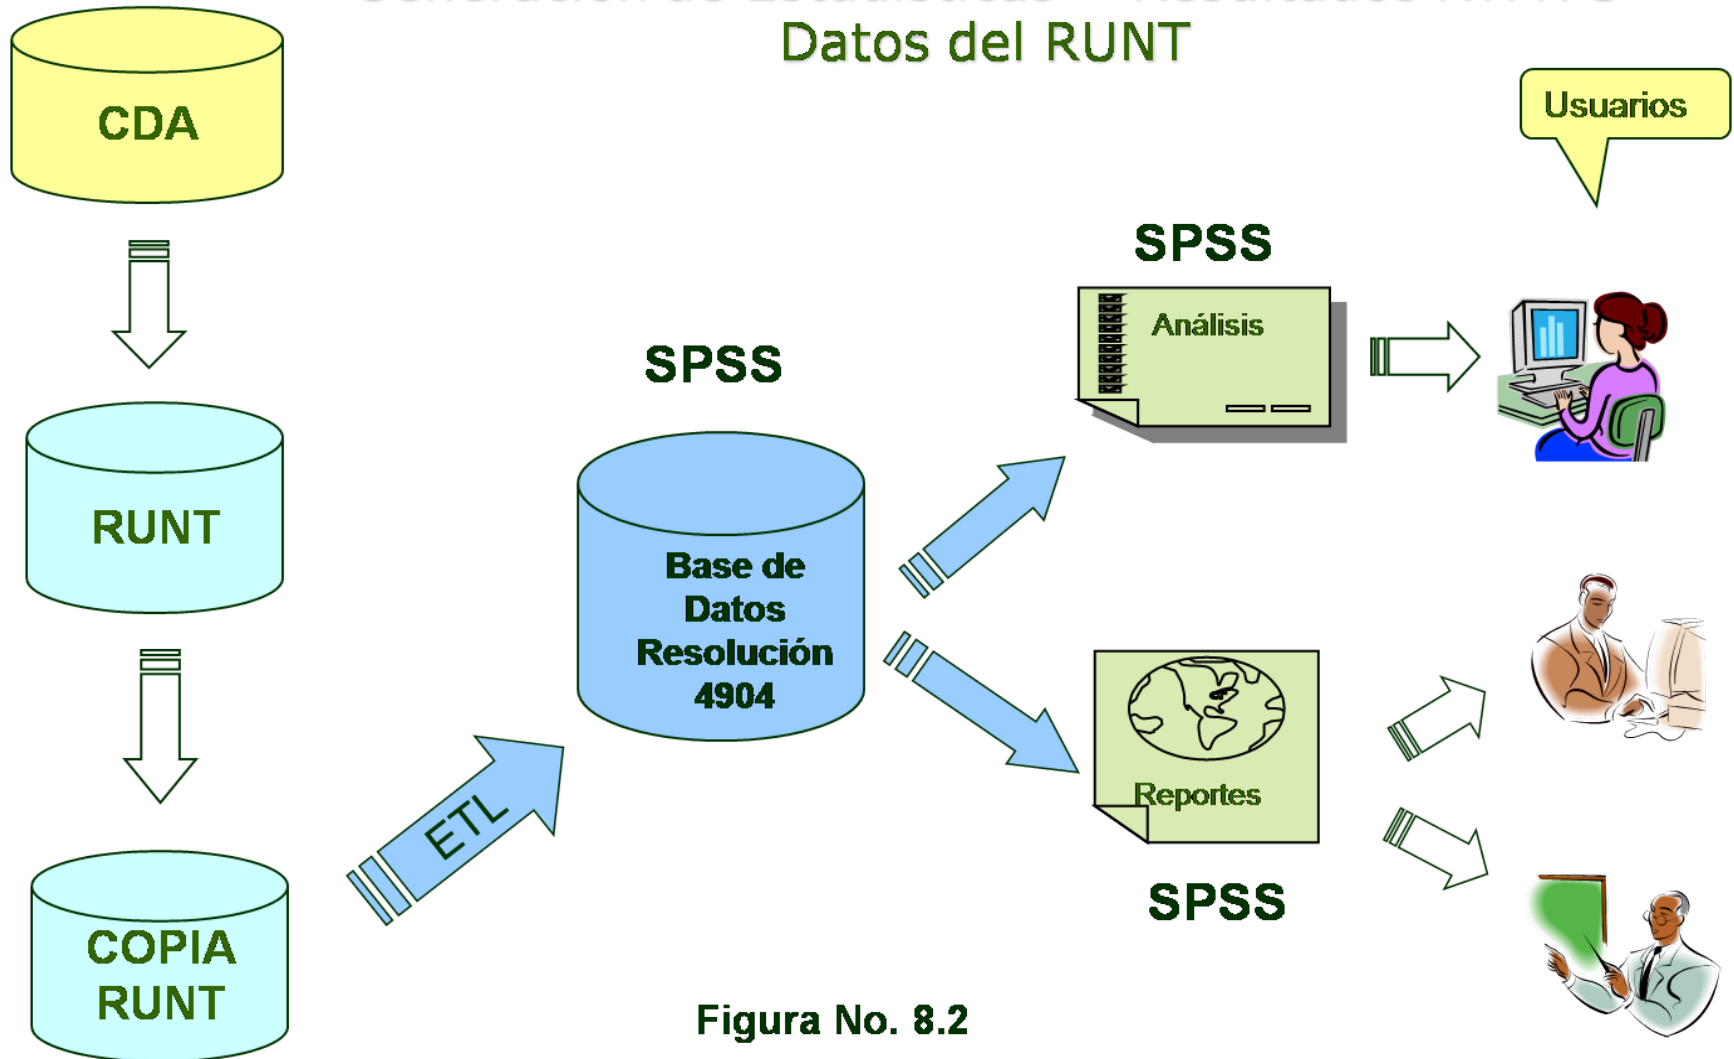 Datos del RUNT
CDA
Usuarios
SPSS
Análisis
SPSS
RUNT
Base de
Datos
Resolución
4904
Reportes
ETL
SPSS
COPIA
RUNT
Figura No. 8.2